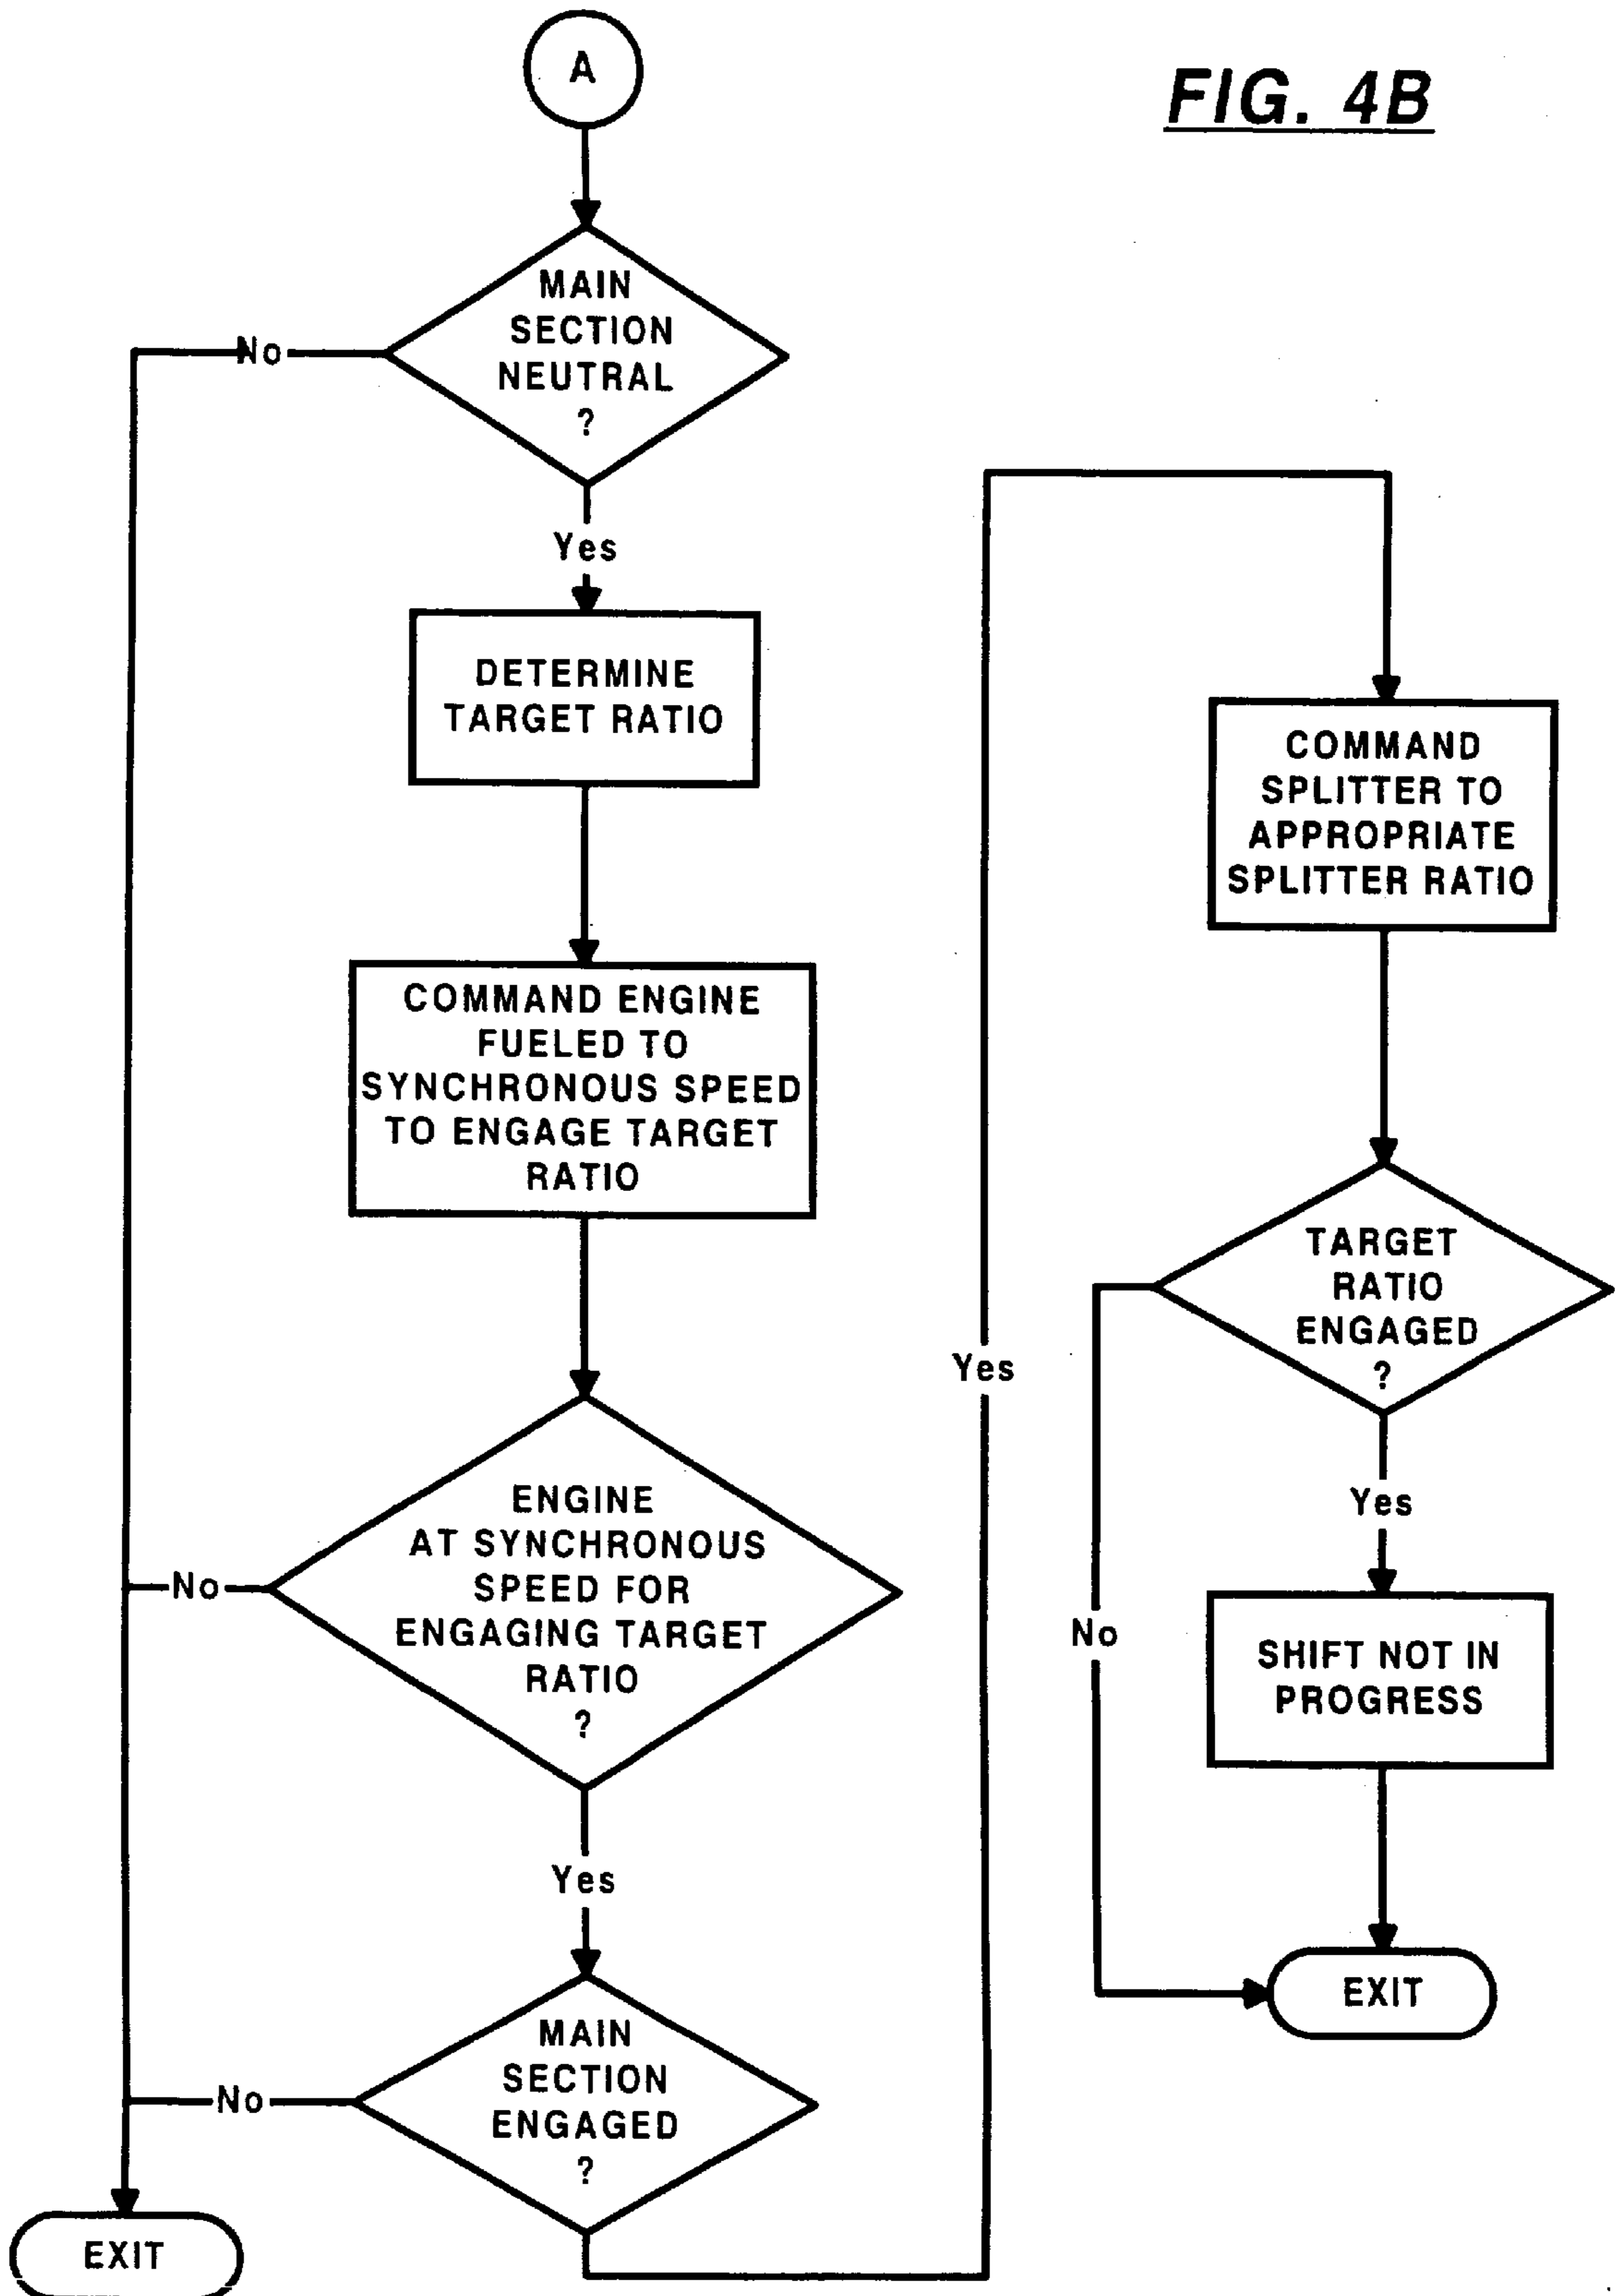 FIG. 4B
A
MAIN
SECTION
NEUTRAL
?
No
Yes
DETERMINE
TARGET RATIO
COMMAND ENGINE
FUELED TO
SYNCHRONOUS SPEED
TO ENGAGE TARGET
RATIO
ENGINE
AT SYNCHRONOUS
SPEED FOR
ENGAGING TARGET
RATIO
?
No
Yes
MAIN
SECTION
ENGAGED
?
No
EXIT
Yes
COMMAND
SPLITTER TO
APPROPRIATE
SPLITTER RATIO
TARGET
RATIO
ENGAGED
?
No
Yes
SHIFT NOT IN
PROGRESS
EXIT